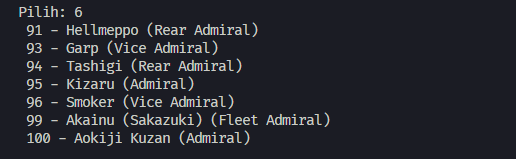 Pilih: 6
91 - Hellmeppo (Rear Admiral)
93 - Garp (Vice Admiral)
94 - Tashigi (Rear Admiral)
95 - Kizaru (Admiral)
96 - Smoker (Vice Admiral)
99 - Akainu (Sakazuki) (Fleet Admiral)
100 - Aokiji Kuzan (Admiral)